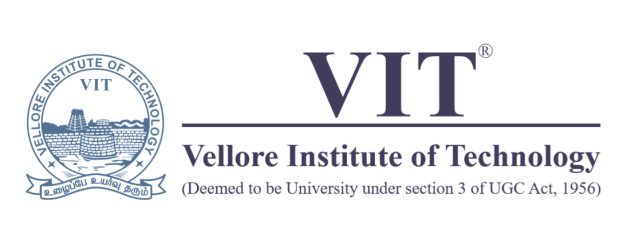 VELLORE INSTITUTE OF TECHNOLOGY
VIT
உழைப்பே உயர்வு தரும்
VIT®
Vellore Institute of Technology
(Deemed to be University under section 3 of UGC Act, 1956)